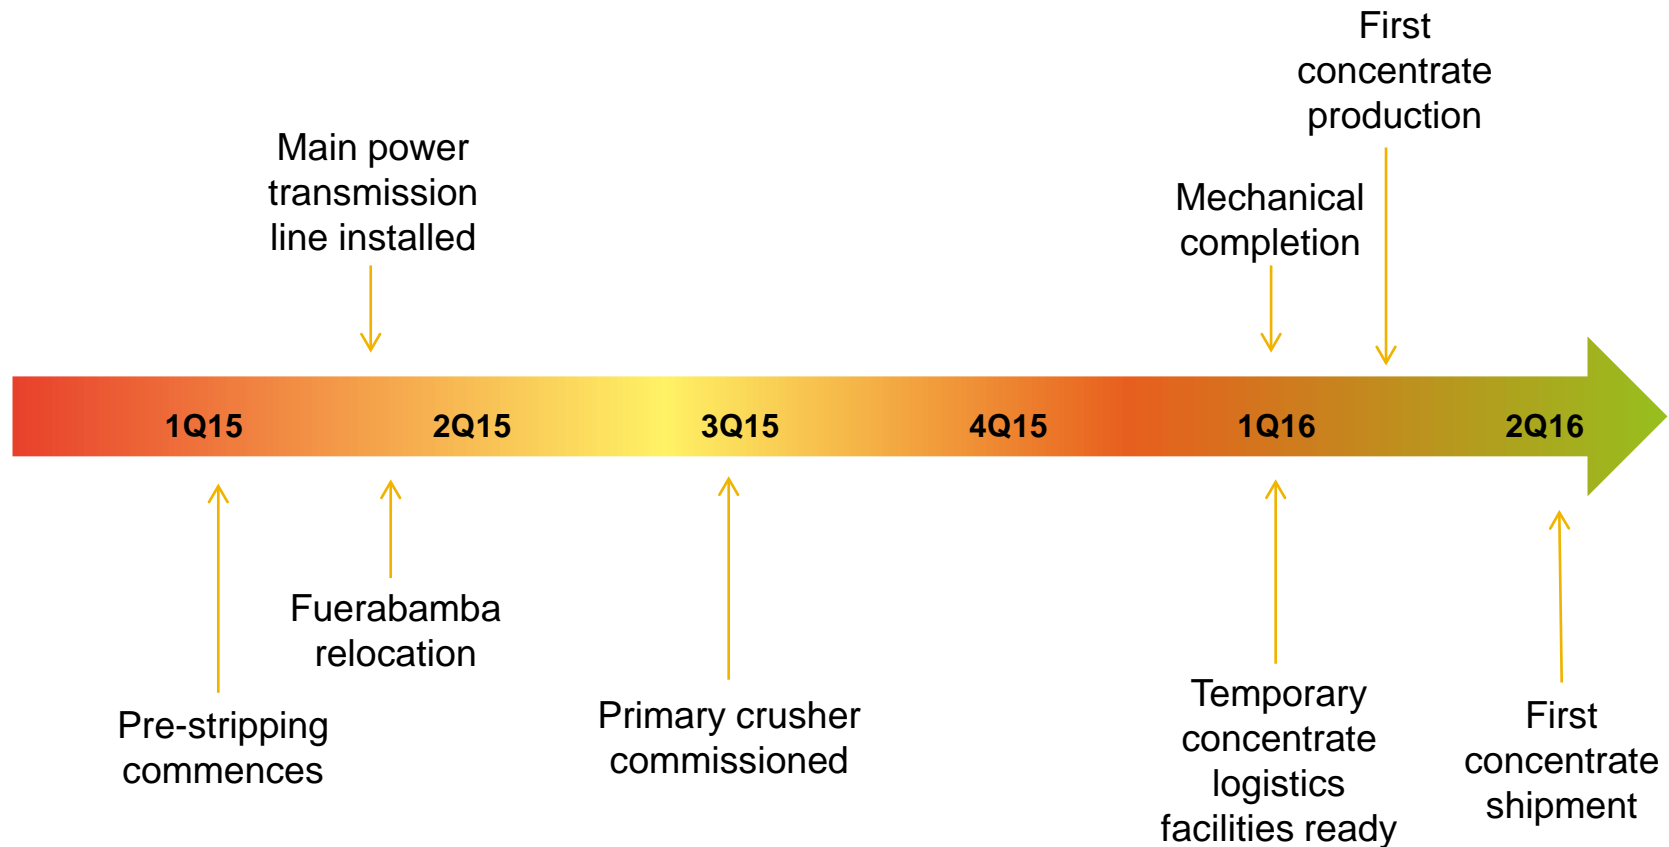 First
concentrate
production
Main power
transmission
line installed
Mechanical
completion
1Q15
2Q15
3Q15
4Q15
1Q16
2Q16
Fuerabamba
relocation
Pre-stripping
commences
Primary crusher
commissioned
Temporary
concentrate
logistics
facilities ready
First
concentrate
shipment